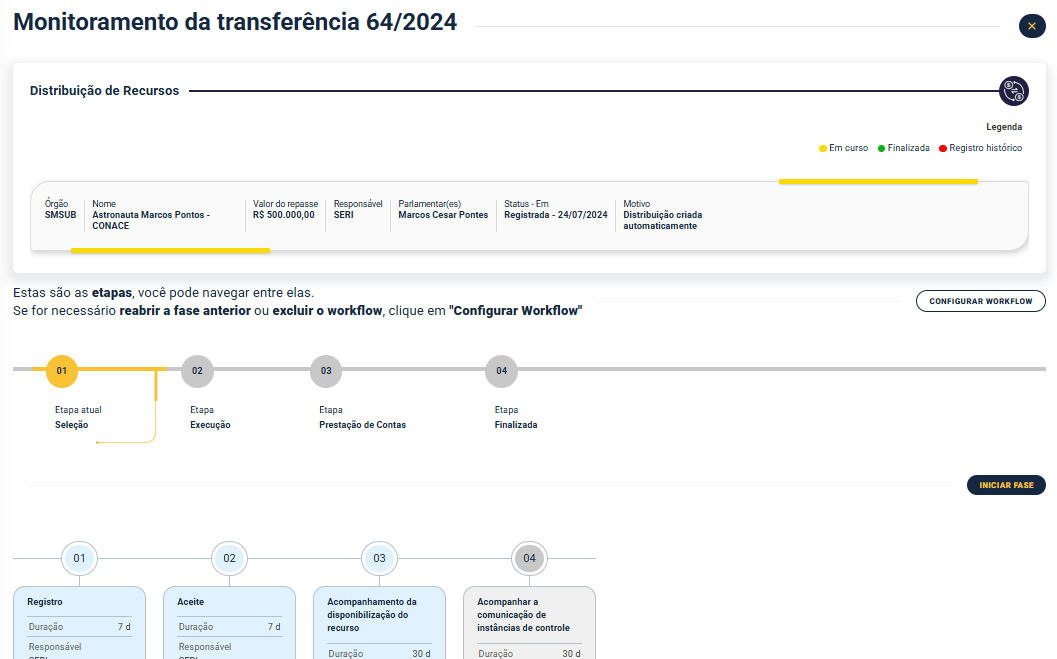 Monitoramento da transferência 64/2024
Distribuição de Recursos
Legenda
Em curso Finalizada Registro histórico
Órgão Nome Valor do repasse Responsável Parlamentar(es) Status - Em Motivo
SMSUB Astronauta Marcos Pontos - R$ 500.000,00 SERI Marcos Cesar Pontes Registrada - 24/07/2024 Distribuição criada
CONACE automaticamente
Estas são as etapas, você pode navegar entre elas.
Se for necessário reabrir a fase anterior ou excluir o workflow, clique em "Configurar Workflow"
CONFIGURAR WORKFLOW
01 02 03 04
Etapa atual Etapa Etapa Etapa
Seleção Execução Prestação de Contas Finalizada
INICIAR FASE
01 02 03 04
Registro Aceite Acompanhamento da Acompanhar a
disponibilização do comunicação de
recurso instâncias de controle
Duração 7 d Duração 7 d
Responsável Responsável
Duração 30 d Duração 30 d